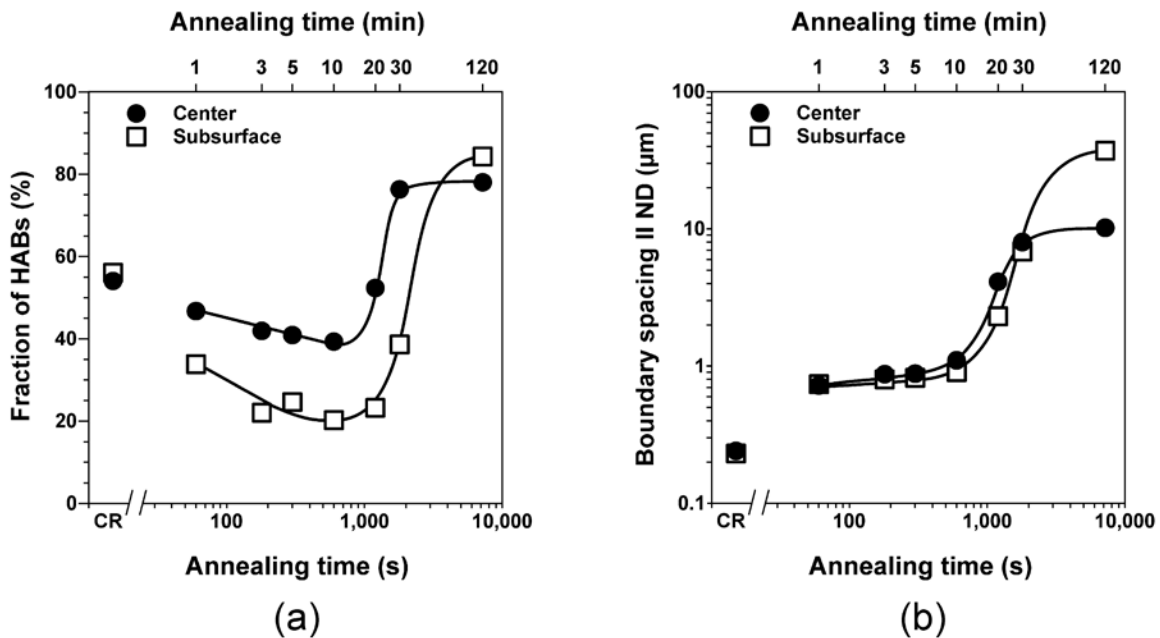 Annealing time (min)
1 3 5 10 20 30 120
100
80
60
40
20
0
Fraction of HABs (%)
Center
Subsurface
CR 100 1,000 10,000
Annealing time (s)
(a)
Annealing time (min)
1 3 5 10 20 30 120
100
10
1
0.1
Boundary spacing II ND (μm)
Center
Subsurface
CR 100 1,000 10,000
Annealing time (s)
(b)